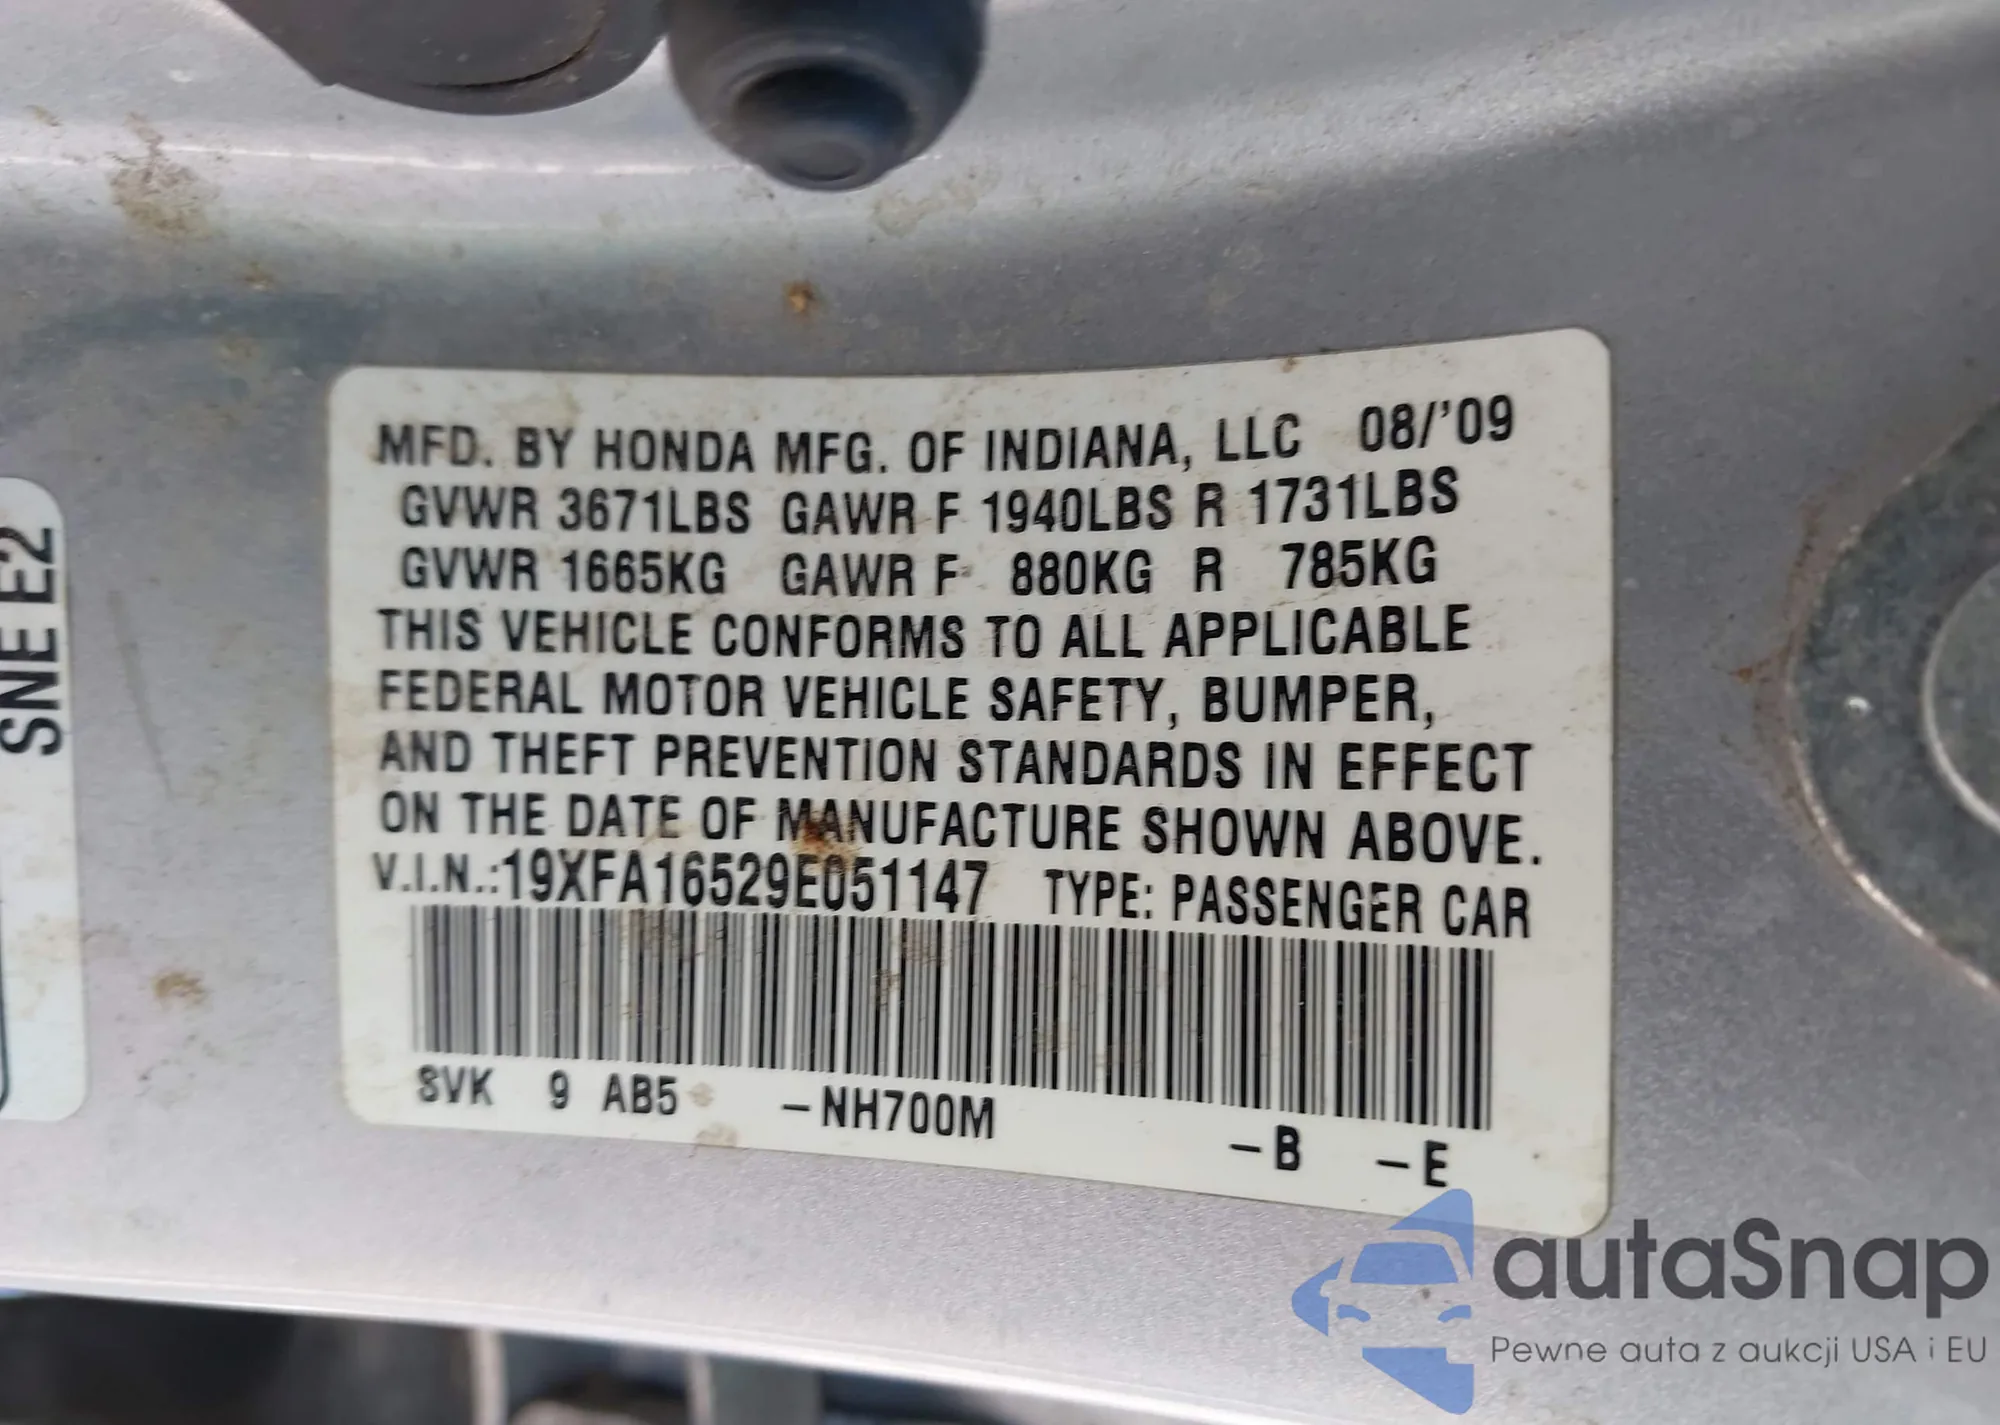 SNE E2
MFD. BY HONDA MFG. OF INDIANA, LLC 08/'09
GVWR 3671LBS GAWR F 1940LBS R 1731LBS
GVWR 1665KG GAWR F 880KG R 785KG
THIS VEHICLE CONFORMS TO ALL APPLICABLE
FEDERAL MOTOR VEHICLE SAFETY, BUMPER,
AND THEFT PREVENTION STANDARDS IN EFFECT
ON THE DATE OF MANUFACTURE SHOWN ABOVE.
V.I.N.:19XFA16529E051147 TYPE: PASSENGER CAR
SVK 9 AB5 –NH700M –B –E
autaSnap
Pewne auta z aukcji USA i EU